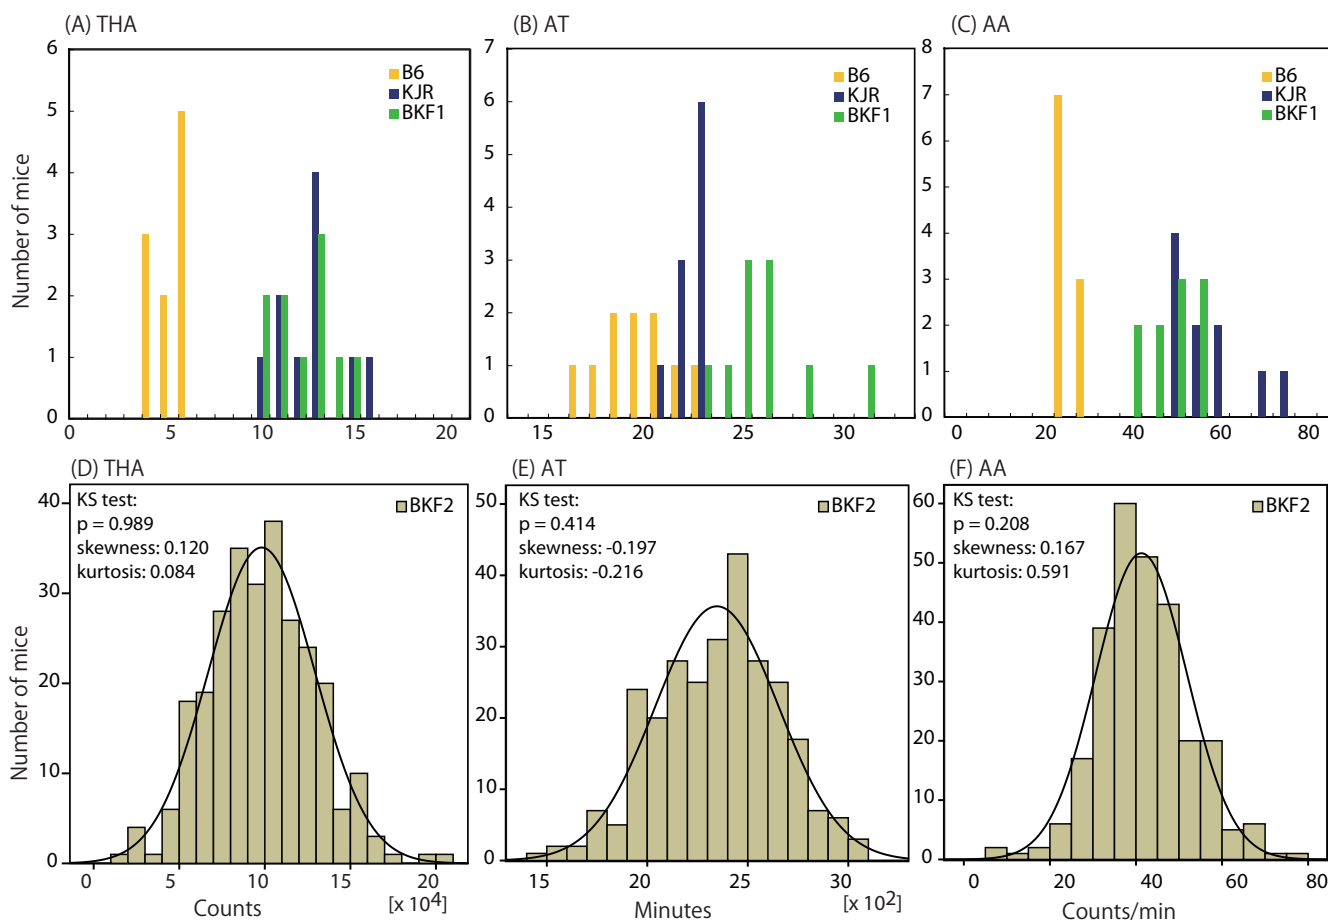 (A) THA
(B) AT
(C) AA
Number of mice
6
5
4
3
2
1
0
B6
KJR
BKF1
0
5
10
15
20
7
6
5
4
3
2
1
0
B6
KJR
BKF1
15
20
25
30
8
7
6
5
4
3
2
1
0
B6
KJR
BKF1
0
20
40
60
80
(D) THA
(E) AT
(F) AA
Number of mice
40
30
20
10
0
KS test:
p = 0.989
skewness: 0.120
kurtosis: 0.084
BKF2
0
5
10
15
20
Counts
[x 10⁴]
50
40
30
20
10
0
KS test:
p = 0.414
skewness: -0.197
kurtosis: -0.216
BKF2
15
20
25
30
Minutes
[x 10²]
60
50
40
30
20
10
0
KS test:
p = 0.208
skewness: 0.167
kurtosis: 0.591
BKF2
0
20
40
60
80
Counts/min